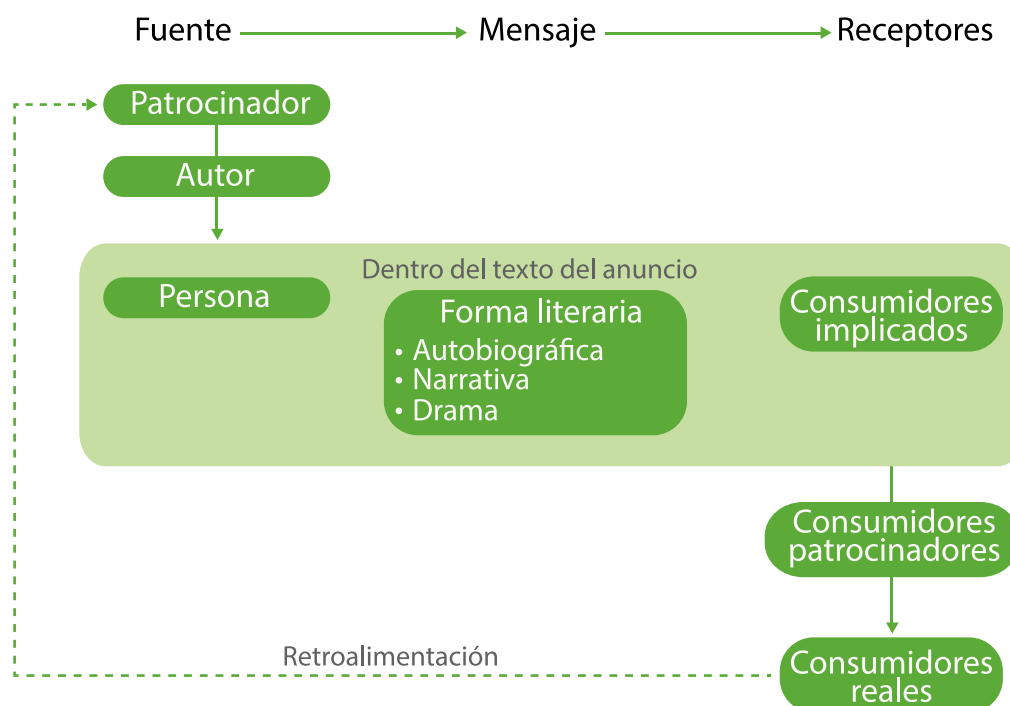 Fuente Mensaje Receptores
Patrocinador
Autor
Dentro del texto del anuncio
Persona
Forma literaria
• Autobiográfica
• Narrativa
• Drama
Consumidores
implicados
Consumidores
patrocinadores
Retroalimentación
Consumidores
reales